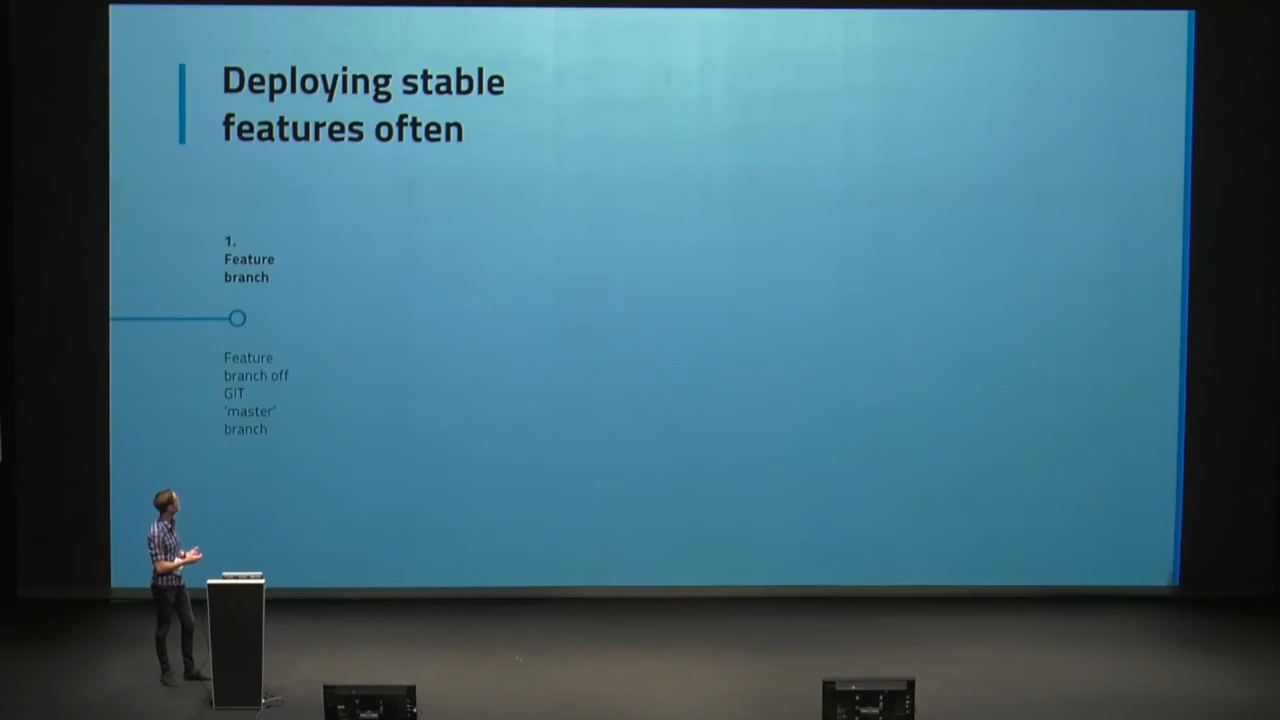 Deploying stable
features often
1.
Feature
branch
Feature
branch off
GIT
'master'
branch